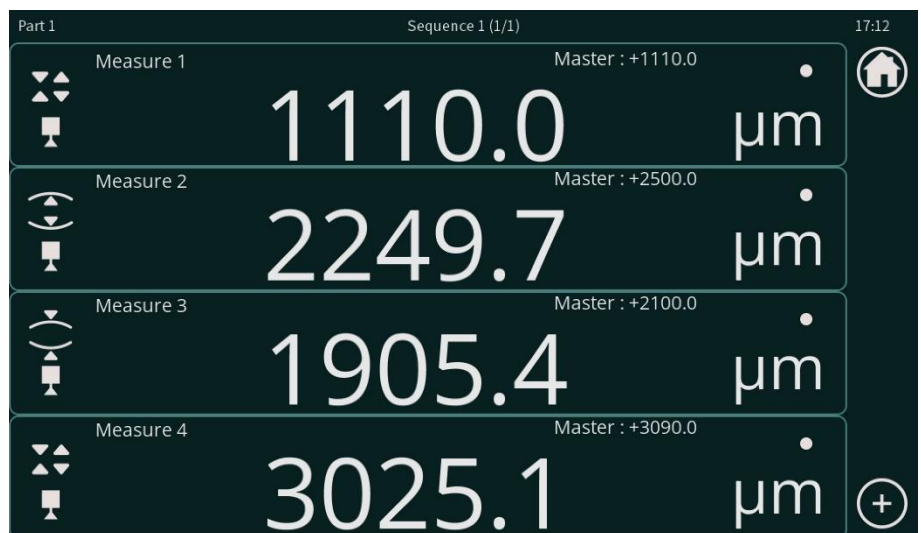 Part 1 Sequence 1 (1/1) 17:12
Measure 1 Master : +1110.0
1110.0 µm
Measure 2 Master : +2500.0
2249.7 µm
Measure 3 Master : +2100.0
1905.4 µm
Measure 4 Master : +3090.0
3025.1 µm